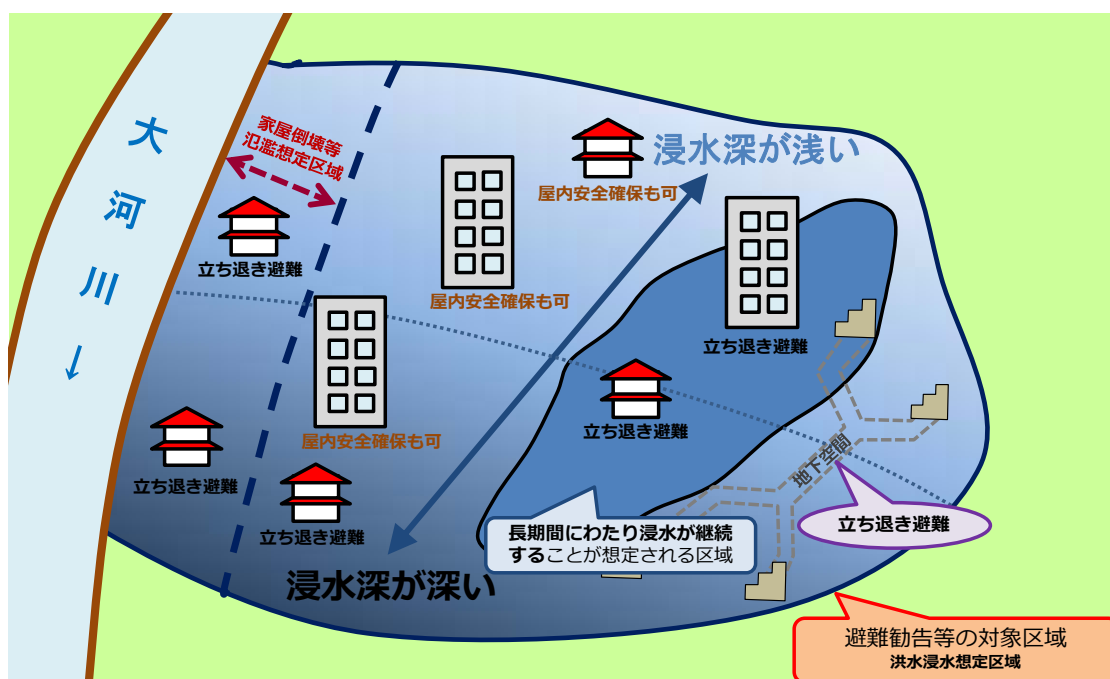 大河川
↓
家屋倒壊等
氾濫想定区域
浸水深が浅い
屋内安全確保も可
立ち退き避難
屋内安全確保も可
立ち退き避難
屋内安全確保も可
立ち退き避難
立ち退き避難
地下空間
立ち退き避難
長期間にわたり浸水が継続
することが想定される区域
立ち退き避難
浸水深が深い
避難勧告等の対象区域
洪水浸水想定区域